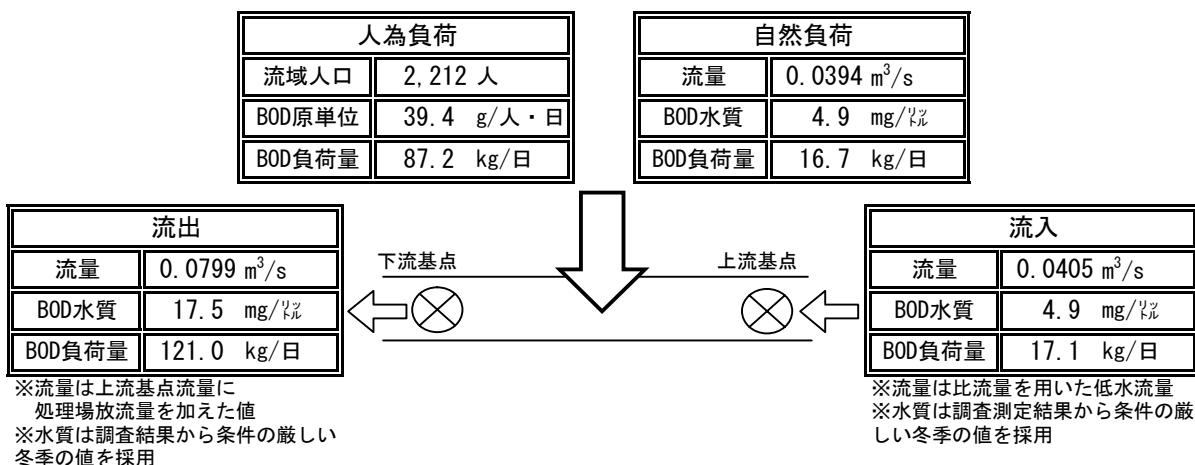 人為負荷
流域人口 2,212 人
BOD原単位 39.4 g/人・日
BOD負荷量 87.2 kg/日
自然負荷
流量 0.0394 m³/s
BOD水質 4.9 mg/㍑
BOD負荷量 16.7 kg/日
流出
流量 0.0799 m³/s
BOD水質 17.5 mg/㍑
BOD負荷量 121.0 kg/日
※流量は上流基点流量に
処理場放流量を加えた値
※水質は調査結果から条件の厳しい
冬季の値を採用
下流基点
上流基点
流入
流量 0.0405 m³/s
BOD水質 4.9 mg/㍑
BOD負荷量 17.1 kg/日
※流量は比流量を用いた低水流量
※水質は調査測定結果から条件の厳
しい冬季の値を採用